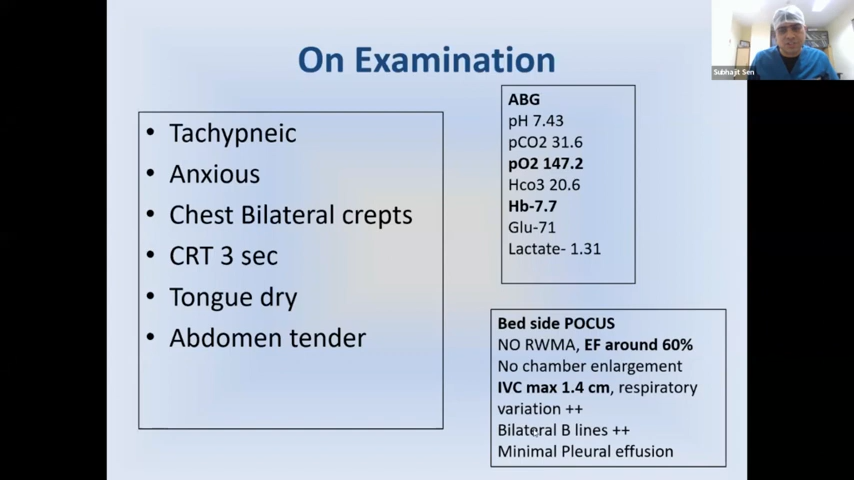 On Examination
Subhajit Sen
• Tachypneic
• Anxious
• Chest Bilateral crepts
• CRT 3 sec
• Tongue dry
• Abdomen tender
ABG
pH 7.43
pCO2 31.6
pO2 147.2
Hco3 20.6
Hb-7.7
Glu-71
Lactate- 1.31
Bed side POCUS
NO RWMA, EF around 60%
No chamber enlargement
IVC max 1.4 cm, respiratory
variation ++
Bilateral B lines ++
Minimal Pleural effusion